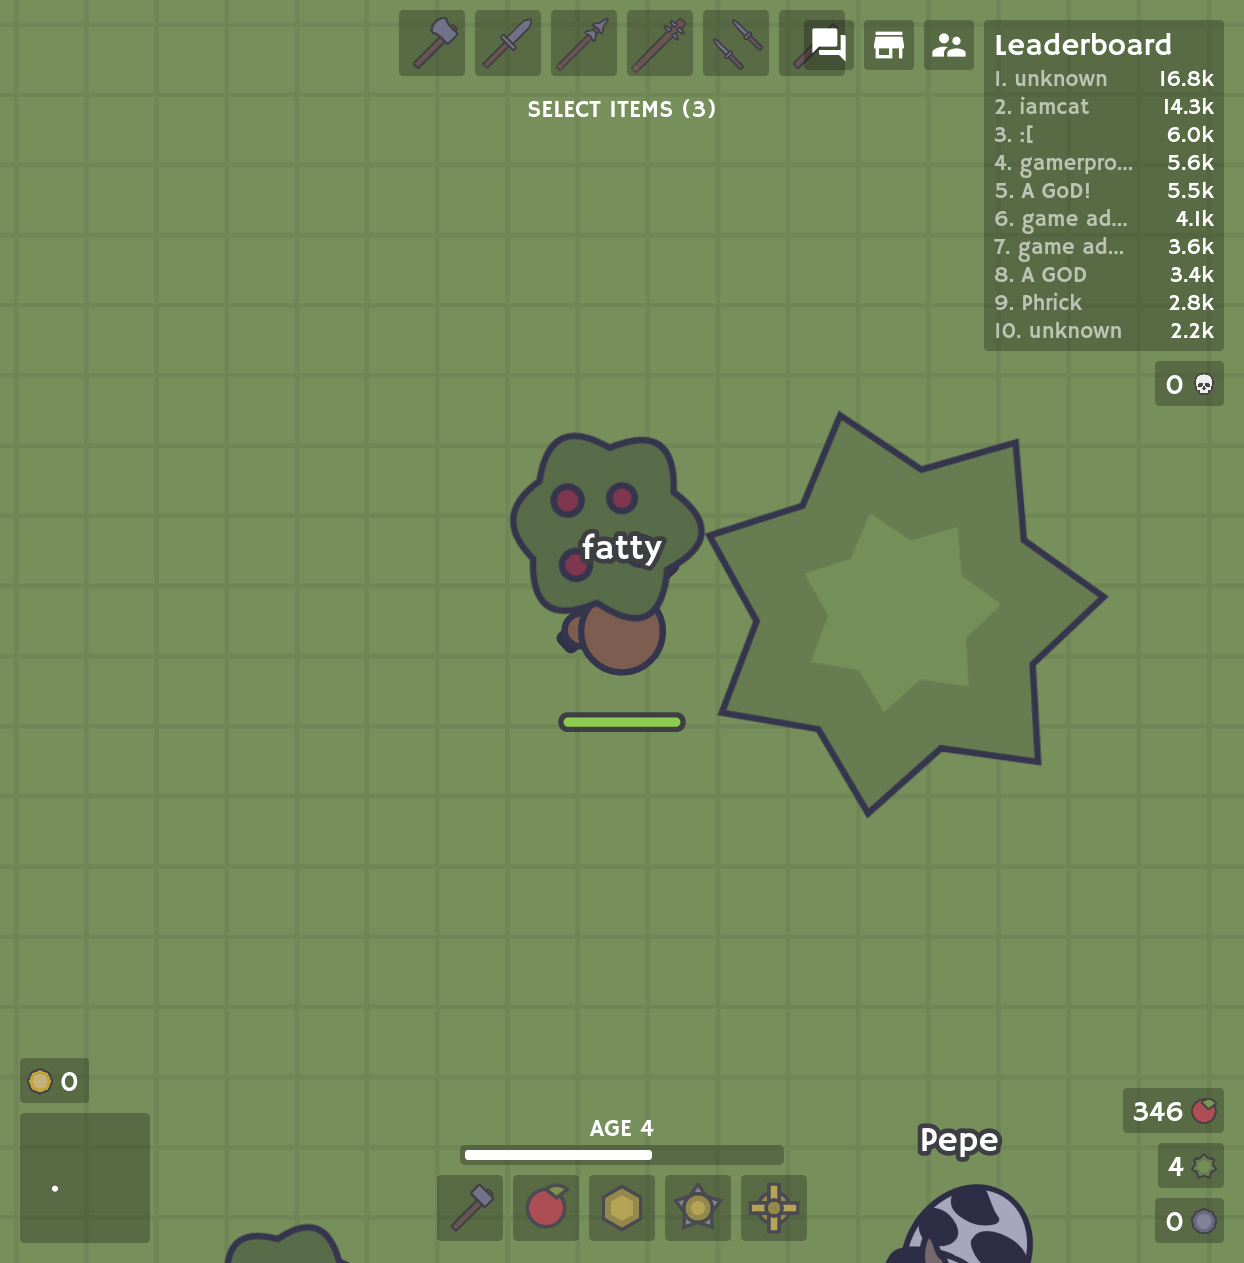 SELECT ITEMS (3)
Leaderboard
1. unknown 16.8k
2. iamcat 14.3k
3. :[ 6.0k
4. gamerpro... 5.6k
5. A GoD! 5.5k
6. game ad... 4.1k
7. game ad... 3.6k
8. A GOD 3.4k
9. Phrick 2.8k
10. unknown 2.2k
0
fatty
0
346
AGE 4
Pepe
4
0